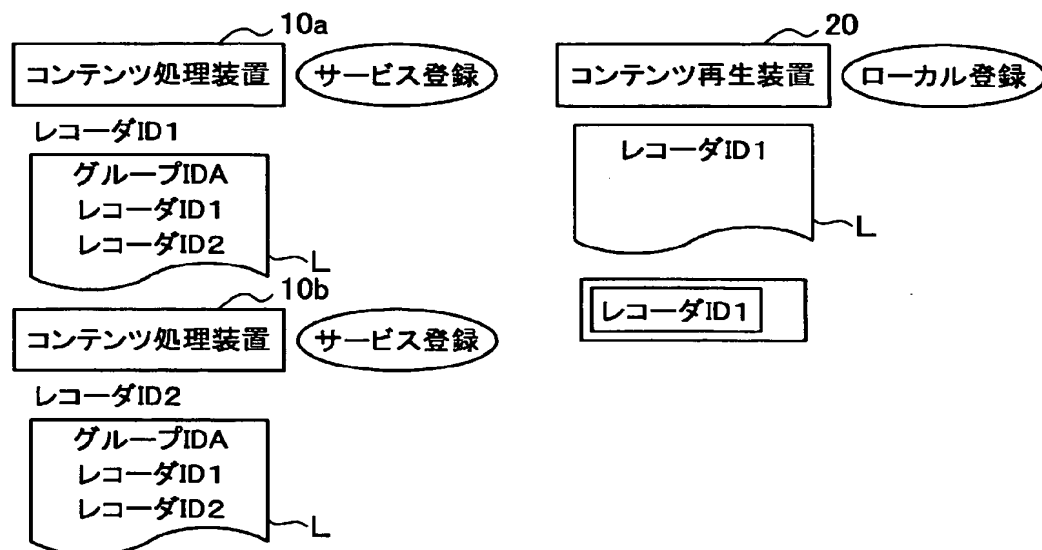 10a
コンテンツ処理装置 サービス登録
レコーダID1
グループIDA
レコーダID1
レコーダID2
L
10b
コンテンツ処理装置 サービス登録
レコーダID2
グループIDA
レコーダID1
レコーダID2
L
20
コンテンツ再生装置 ローカル登録
レコーダID1
L
レコーダID1